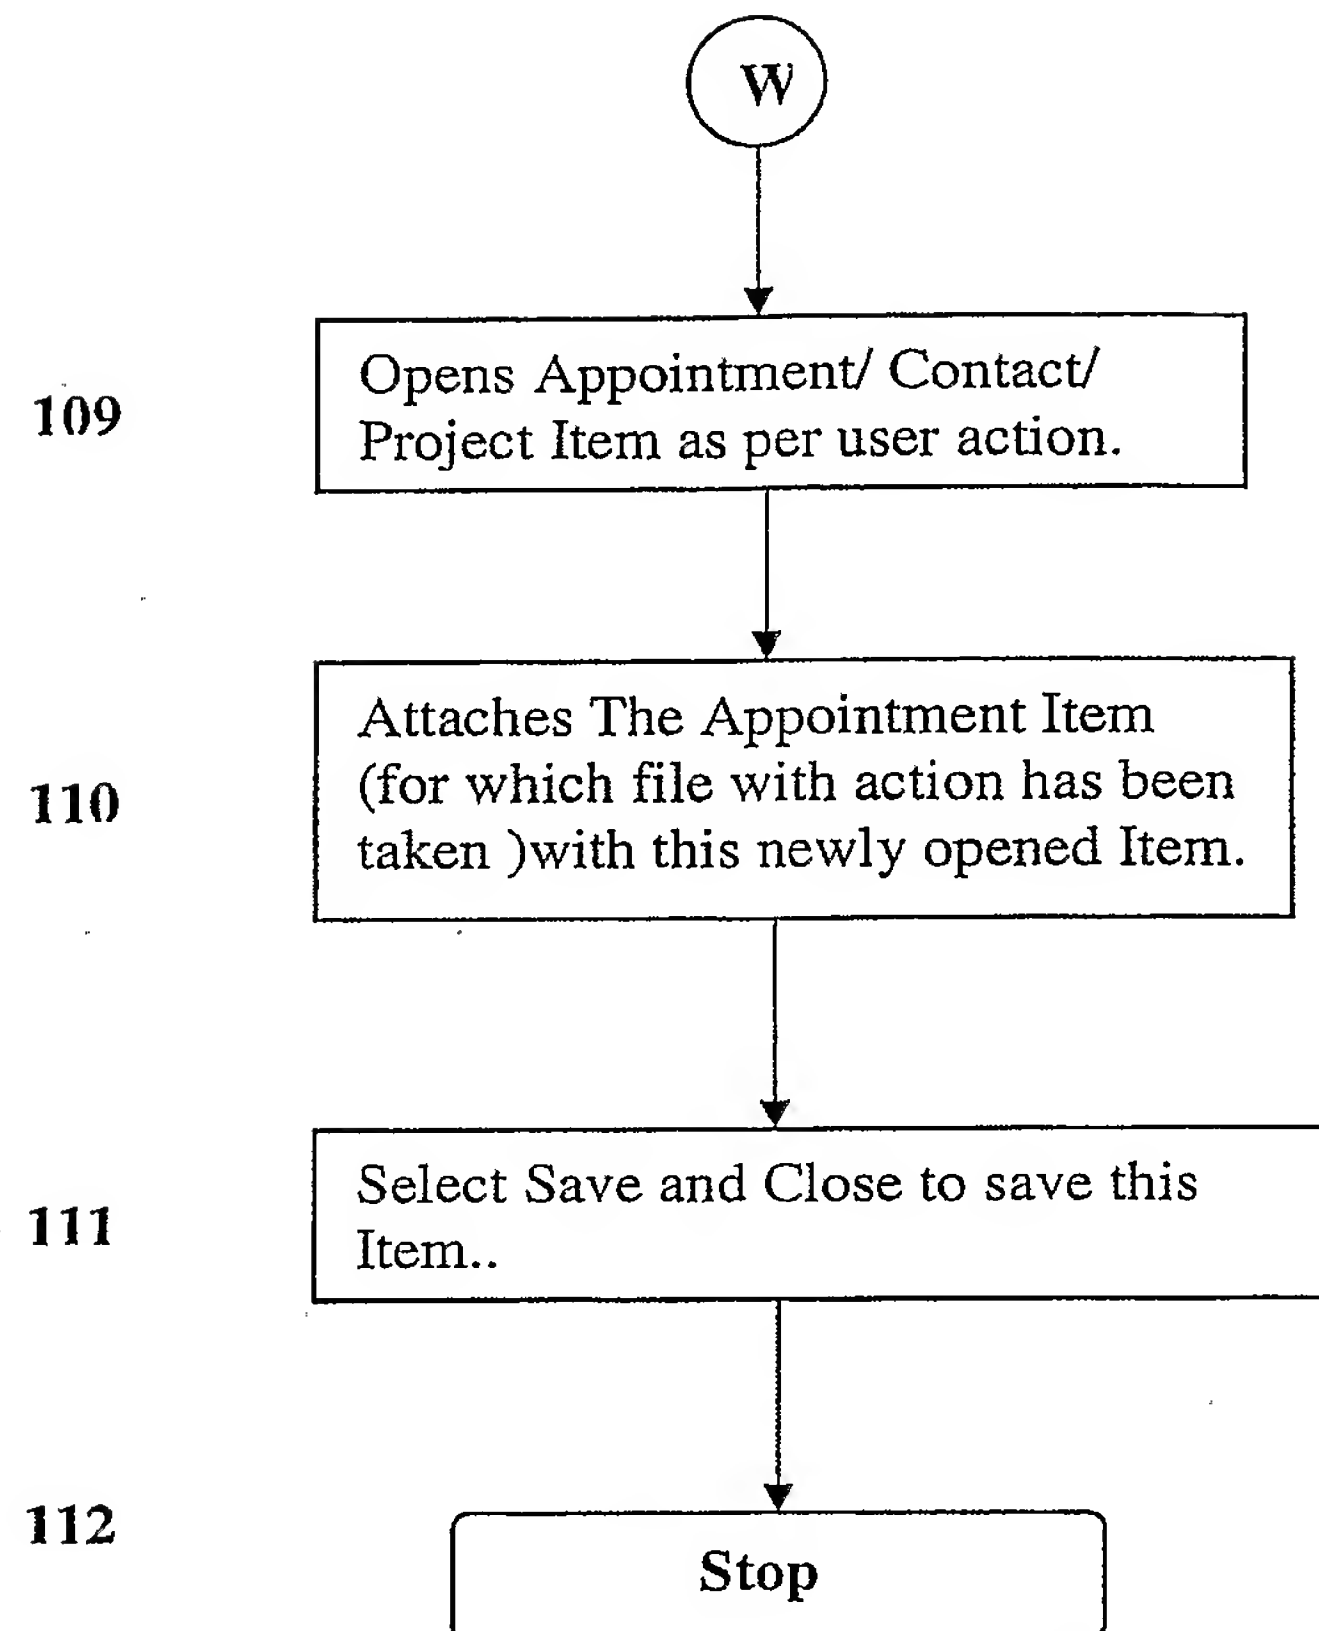 W
109
Opens Appointment/ Contact/
Project Item as per user action.
110
Attaches The Appointment Item
(for which file with action has been
taken )with this newly opened Item.
111
Select Save and Close to save this
Item..
112
Stop